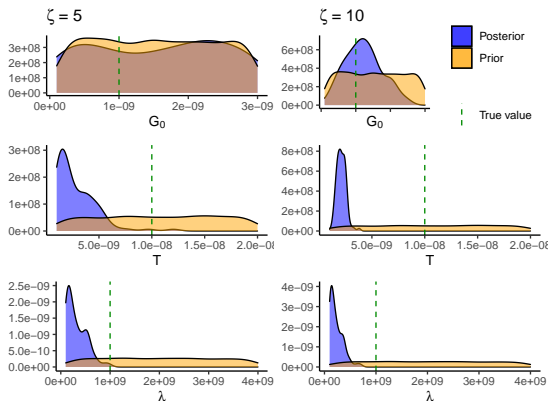 ζ = 5
ζ = 10
3e+08
2e+08
1e+08
0e+00
0e+00
1e-09
2e-09
3e-09
G0
6e+08
4e+08
2e+08
0e+00
G0
Posterior
Prior
True value
3e+08
2e+08
1e+08
0e+00
5.0e-09
1.0e-08
1.5e-08
2.0e-08
T
8e+08
6e+08
4e+08
2e+08
0e+00
5.0e-09
1.0e-08
1.5e-08
2.0e-08
T
2.5e-09
2.0e-09
1.5e-09
1.0e-09
5.0e-10
0.0e+00
0e+00
1e+09
2e+09
3e+09
4e+09
λ
4e-09
3e-09
2e-09
1e-09
0e+00
0e+00
1e+09
2e+09
3e+09
4e+09
λ